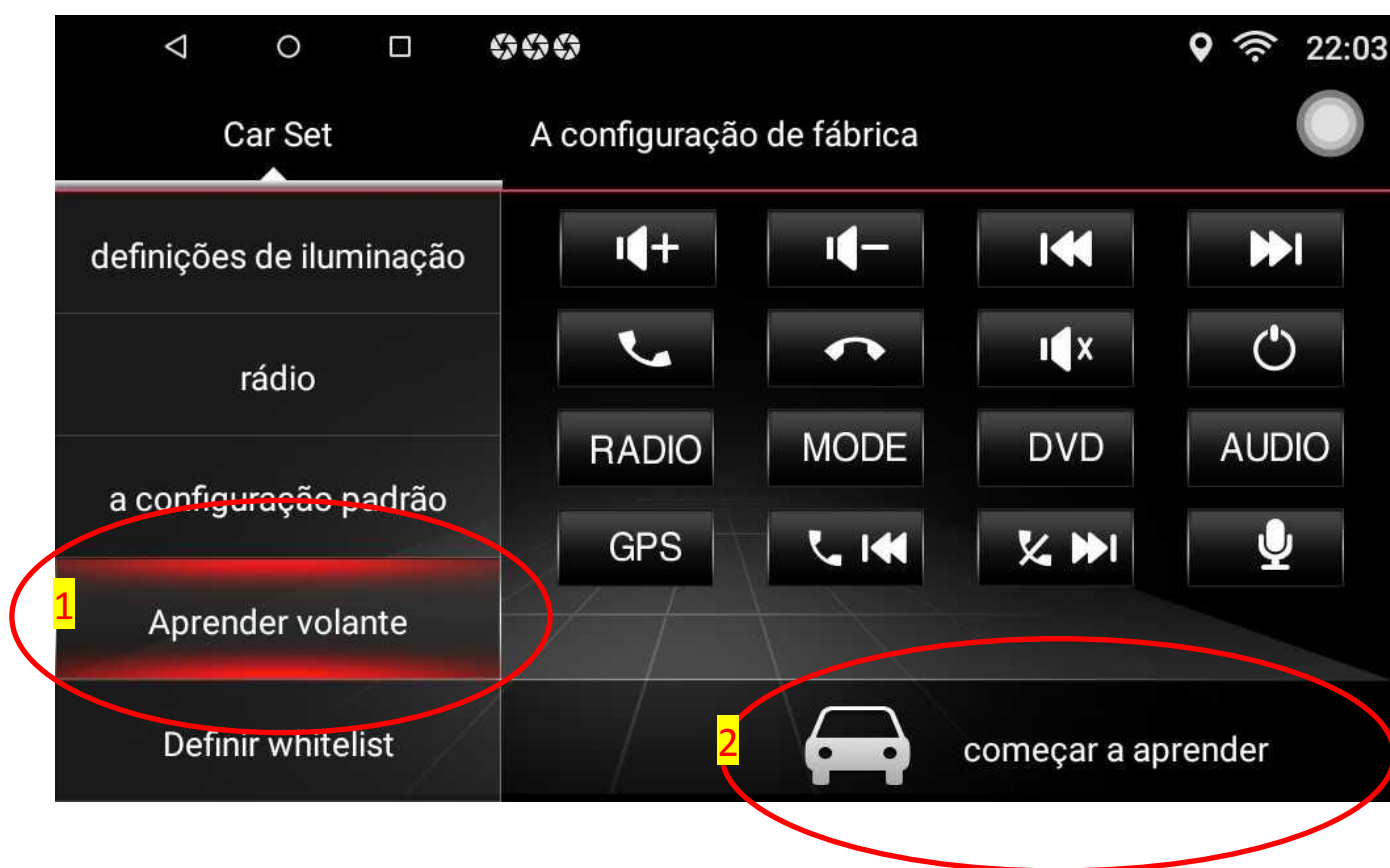 22:03
Car Set
A configuração de fábrica
definições de iluminação
rádio
a configuração padrão
1
Aprender volante
Definir whitelist
RADIO
MODE
DVD
AUDIO
GPS
2
começar a aprender